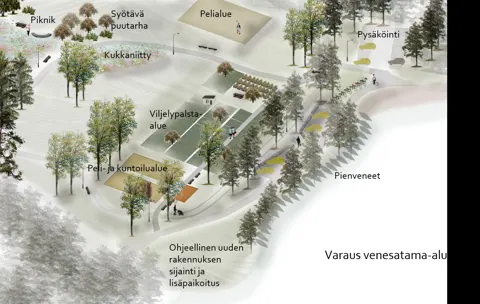 Piknik
Syötävä
puutarha
Pelialue
Pysäköinti
Kukkaniitty
Viljelypalsta-
alue
Peli- ja kuntoilualue
Pienveneet
Ohjeellinen uuden
rakennuksen
sijainti ja
lisäpaikoitus
Varaus venesatama-alu